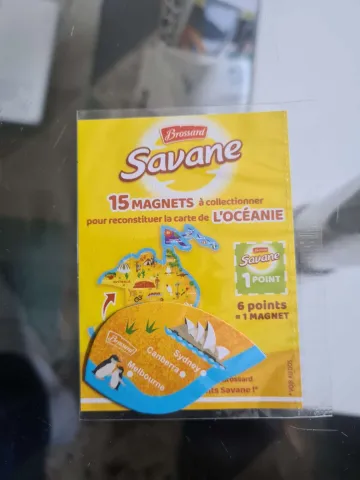 Brossard
Savane
15 MAGNETS à collectionner
pour reconstituer la carte de L'OCÉANIE
Savane
1 POINT
6 points
= 1 MAGNET
Brossard
Sydney
Canberra
Melbourne
Brossard
Savane !*